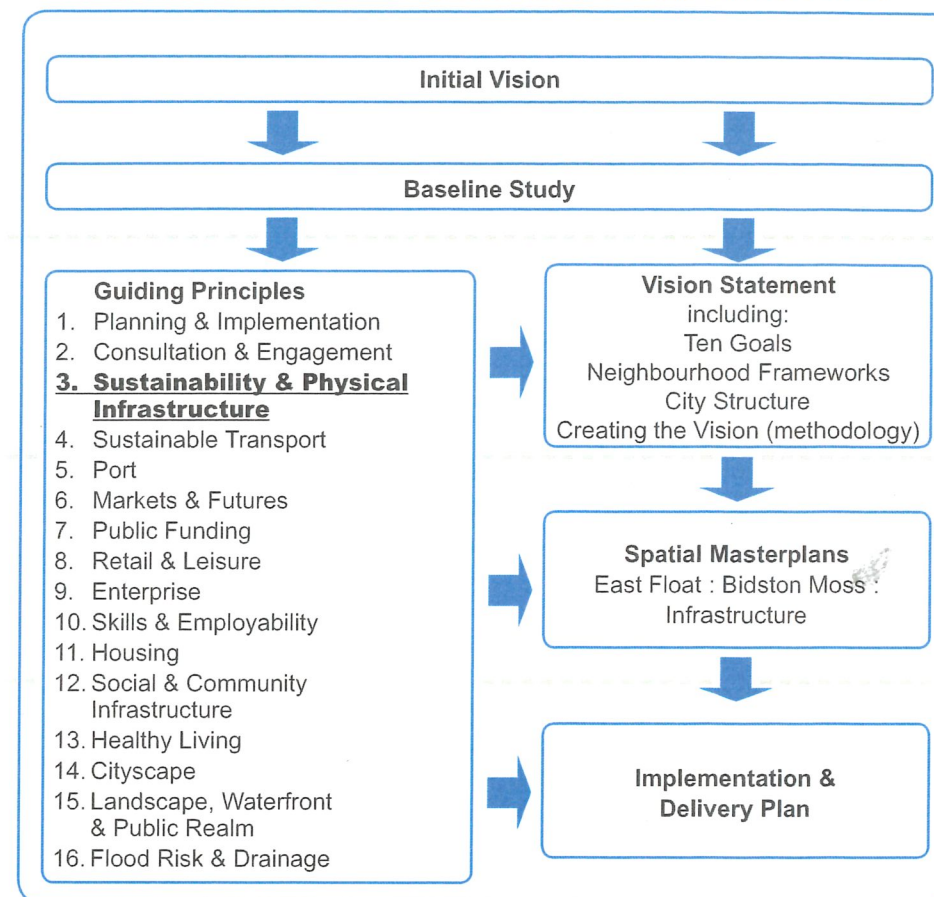 Initial Vision
Baseline Study
Guiding Principles
1. Planning & Implementation
2. Consultation & Engagement
3. Sustainability & Physical
Infrastructure
4. Sustainable Transport
5. Port
6. Markets & Futures
7. Public Funding
8. Retail & Leisure
9. Enterprise
10. Skills & Employability
11. Housing
12. Social & Community
Infrastructure
13. Healthy Living
14. Cityscape
15. Landscape, Waterfront
& Public Realm
16. Flood Risk & Drainage
Vision Statement
including:
Ten Goals
Neighbourhood Frameworks
City Structure
Creating the Vision (methodology)
Spatial Masterplans
East Float : Bidston Moss :
Infrastructure
Implementation &
Delivery Plan